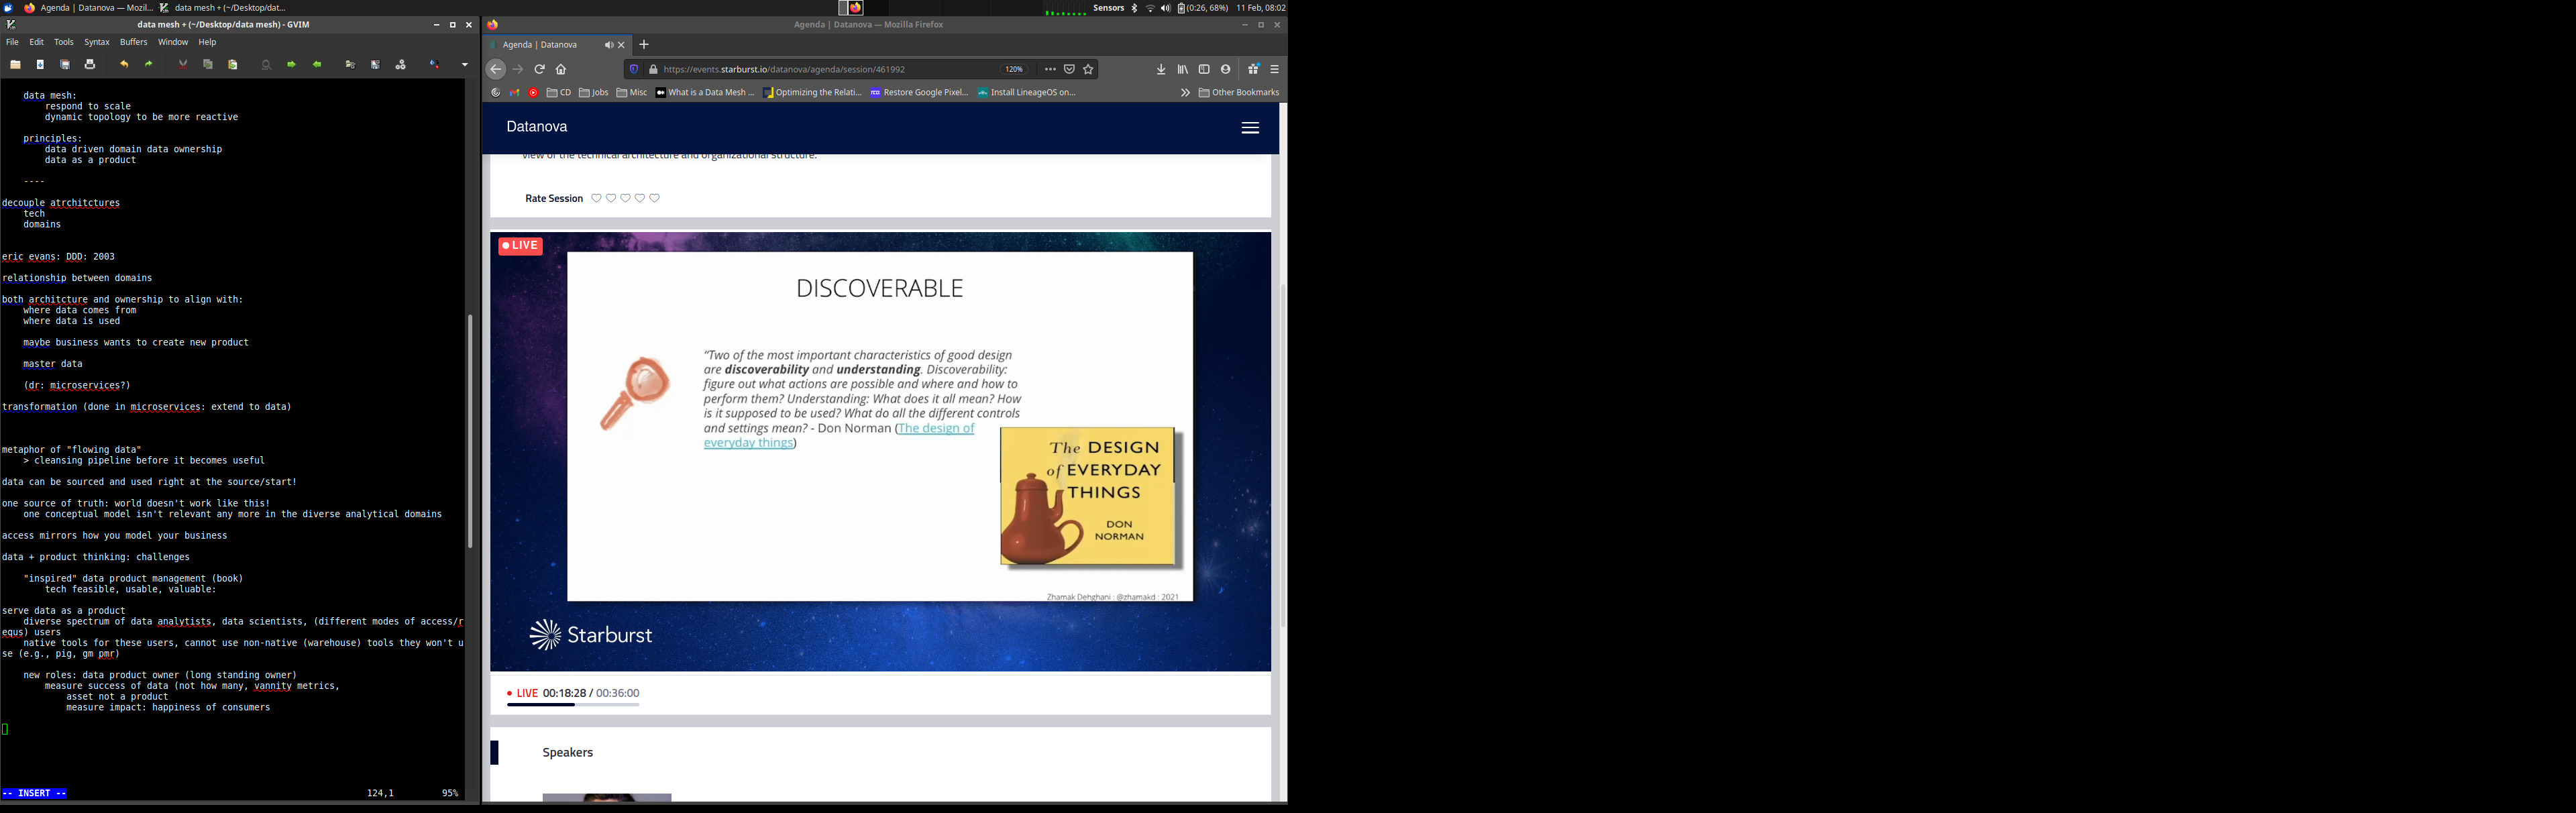 Agenda | Datanova — Mozil...
data mesh + (~/Desktop/dat...
Sensors
(0:26, 68%)
11 Feb, 08:02
data mesh + (~/Desktop/data mesh) - GVIM
File Edit Tools Syntax Buffers Window Help
data mesh:
respond to scale
dynamic topology to be more reactive
principles:
data driven domain data ownership
data as a product
----
decouple atrchitctures
tech
domains
eric evans: DDD: 2003
relationship between domains
both architcture and ownership to align with:
where data comes from
where data is used
maybe business wants to create new product
master data
(dr: microservices?)
transformation (done in microservices: extend to data)
metaphor of "flowing data"
> cleansing pipeline before it becomes useful
data can be sourced and used right at the source/start!
one source of truth: world doesn't work like this!
one conceptual model isn't relevant any more in the diverse analytical domains
access mirrors how you model your business
data + product thinking: challenges
"inspired" data product management (book)
tech feasible, usable, valuable:
serve data as a product
diverse spectrum of data analytists, data scientists, (different modes of access/r
equs) users
native tools for these users, cannot use non-native (warehouse) tools they won't u
se (e.g., pig, gm pmr)
new roles: data product owner (long standing owner)
measure success of data (not how many, vannity metrics,
asset not a product
measure impact: happiness of consumers
-- INSERT --
124,1
95%
Agenda | Datanova — Mozilla Firefox
Agenda | Datanova
https://events.starburst.io/datanova/agenda/session/461992
120%
CD
Jobs
Misc
What is a Data Mesh ...
Optimizing the Relati...
Restore Google Pixel...
Install LineageOS on...
Other Bookmarks
Datanova
view of the technical architecture and organizational structure.
Rate Session
LIVE
DISCOVERABLE
“Two of the most important characteristics of good design
are discoverability and understanding. Discoverability:
figure out what actions are possible and where and how to
perform them? Understanding: What does it all mean? How
is it supposed to be used? What do all the different controls
and settings mean? - Don Norman (The design of
everyday things)
The DESIGN
of EVERYDAY
THINGS
DON
NORMAN
Zhamak Dehghani : @zhamakd : 2021
Starburst
LIVE 00:18:28 / 00:36:00
Speakers